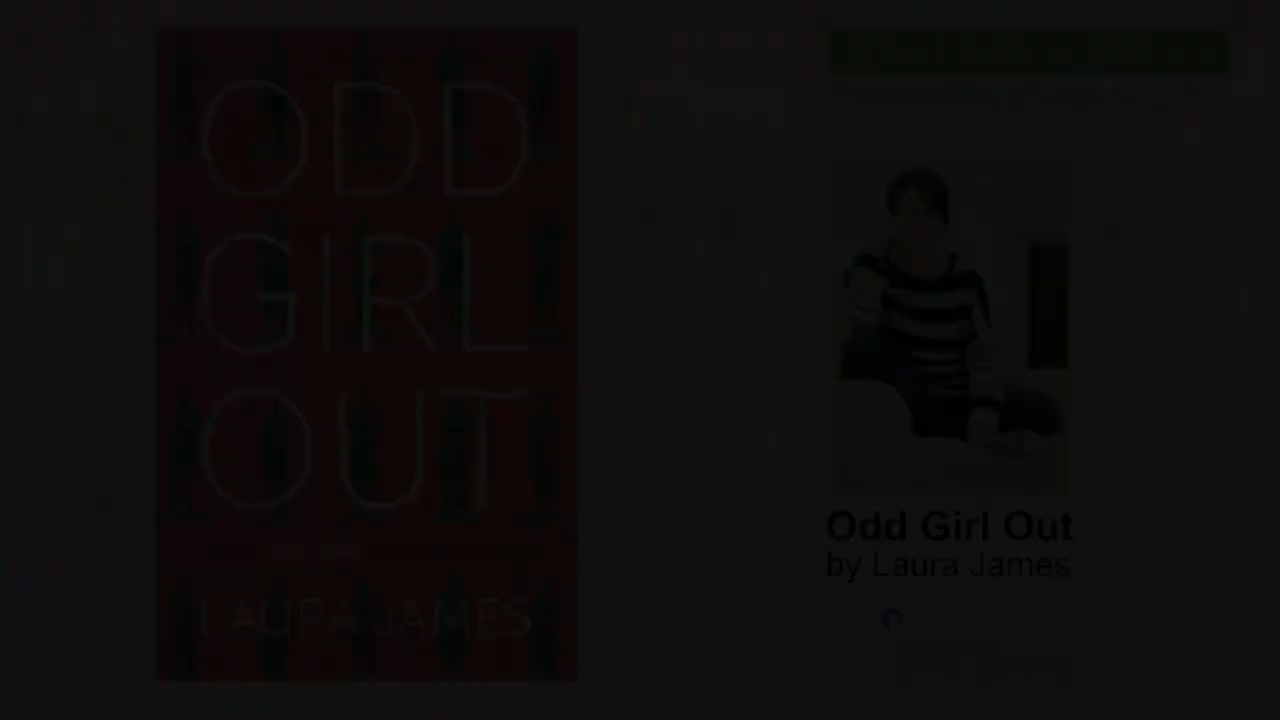 ODD
GIRL
OUT
LAURA JAMES
Odd Girl Out
by Laura James